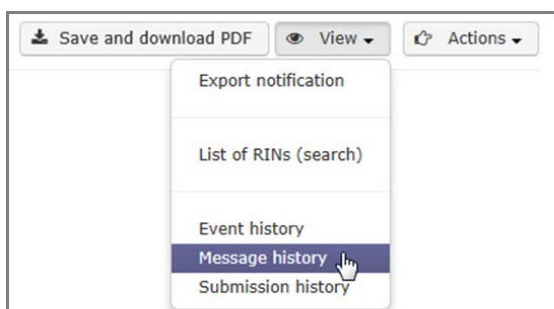 Save and download PDF View Actions
Export notification
List of RINs (search)
Event history
Message history
Submission history